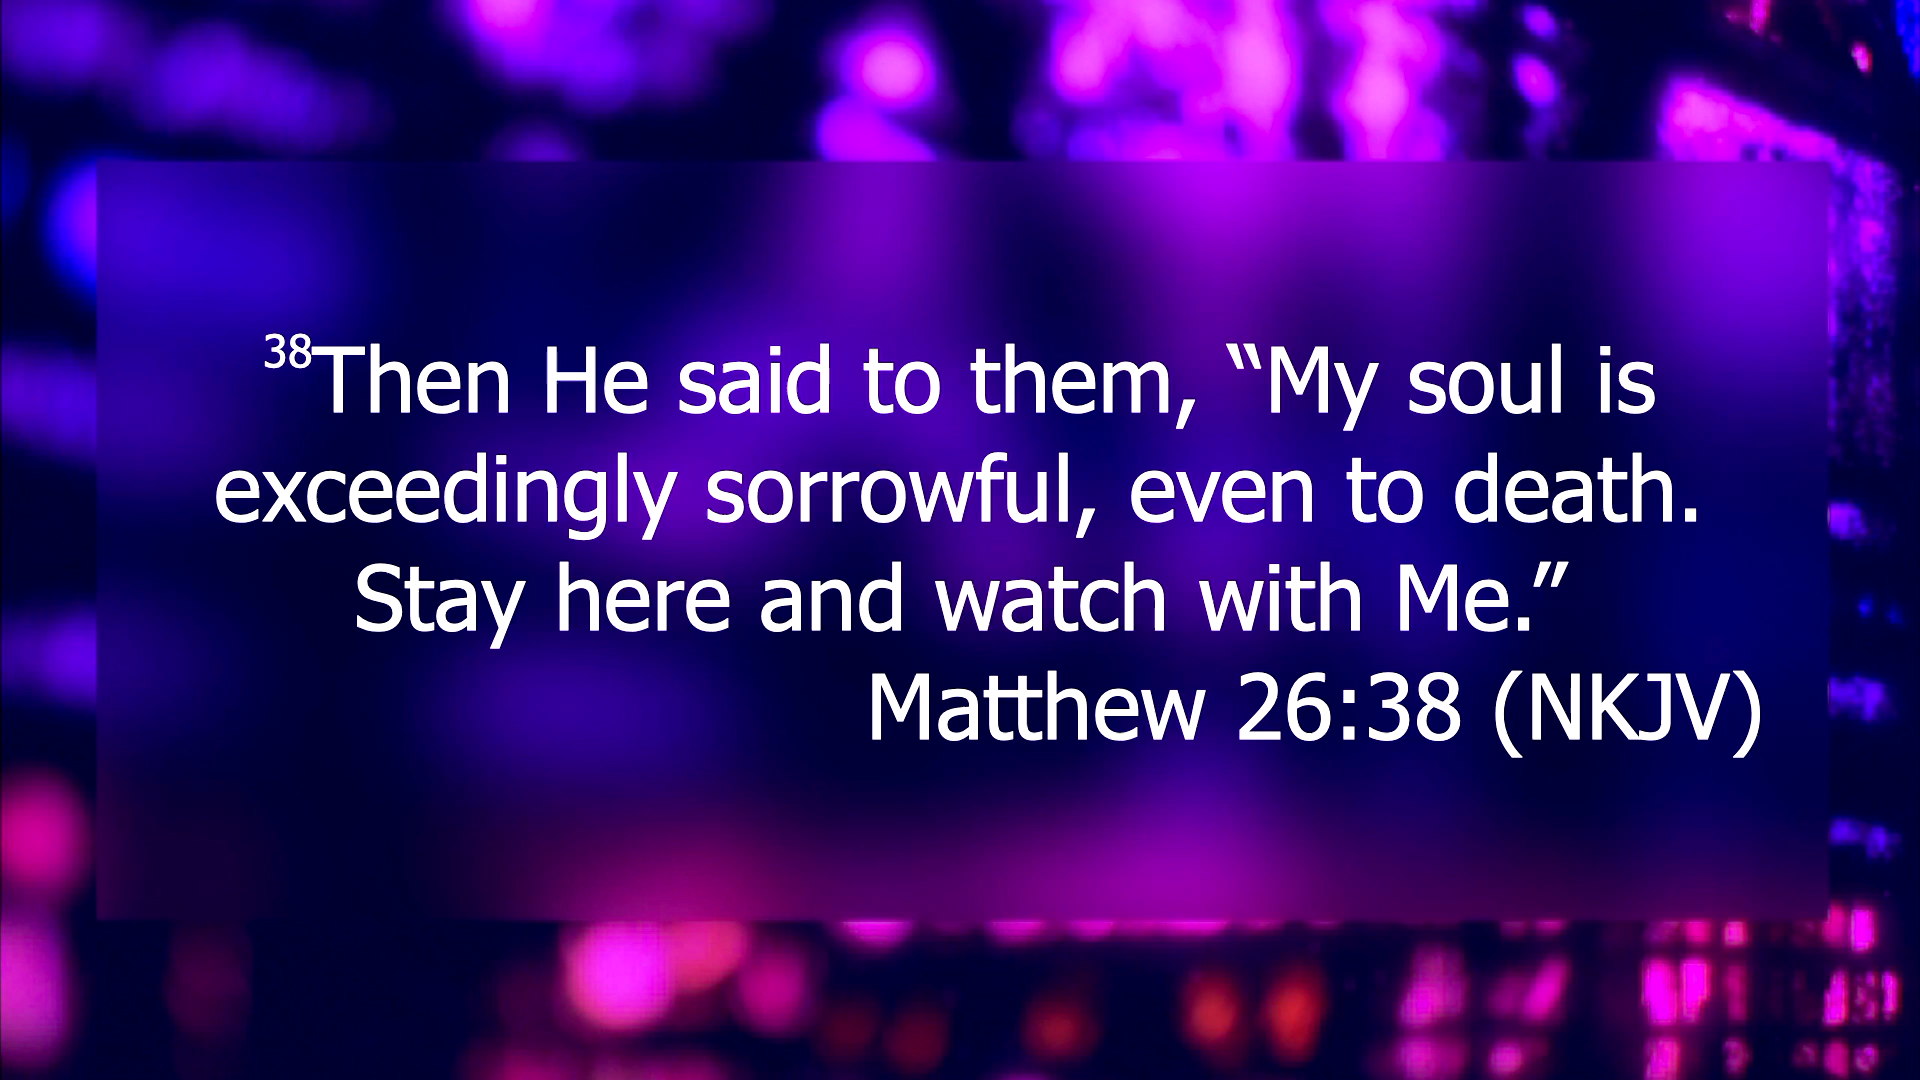 38Then He said to them, “My soul is
exceedingly sorrowful, even to death.
Stay here and watch with Me.”
Matthew 26:38 (NKJV)